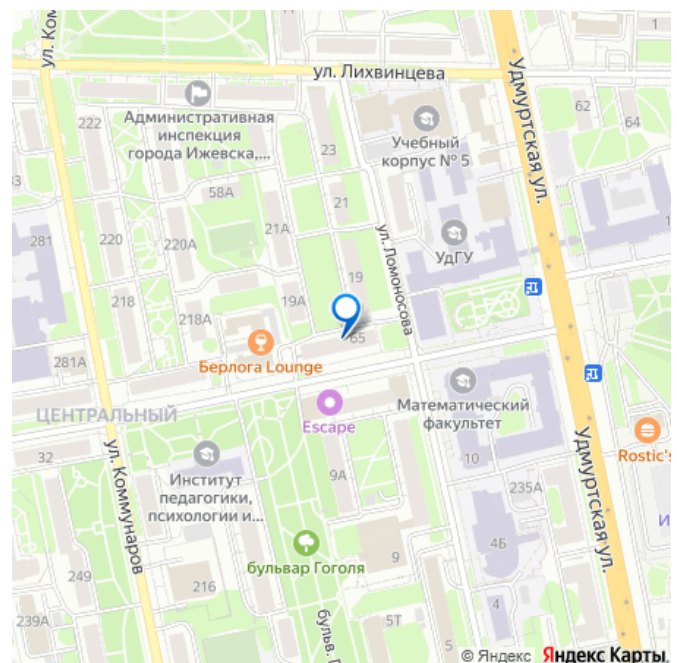 ул. Ком
ул. Лихвинцева
1
Административная
инспекция
города Ижевска,...
222
Учебный
корпус № 5
62
64
Удмуртская ул.
23
58А
21
281
220
220А
21А
ул. Ломоносова
УдГУ
19
218
218А
19А
65
281А
Берлога Lounge
ЦЕНТРАЛЬНЫЙ
Escape
Математический
факультет
Rostic's
32
ул. Коммунаров
Институт
педагогики,
психологии и...
9А
10
235А
Удмуртская ул.
И
бульвар Гоголя
4Б
9
249
216
239А
бульв. Г
5Т
4
© Яндекс Яндекс Карты